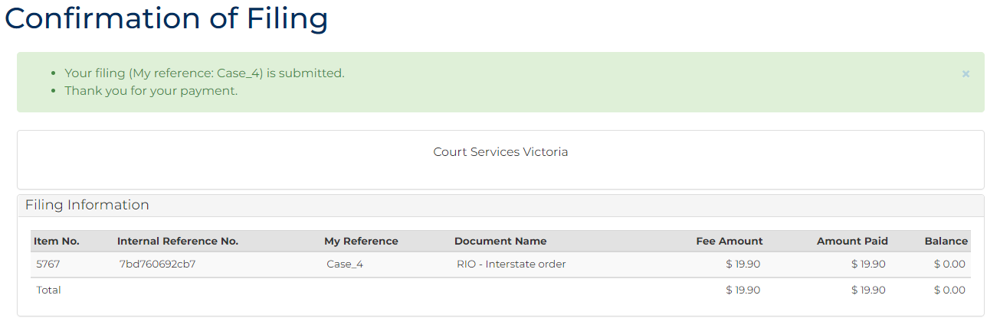 Confirmation of Filing
• Your filing (My reference: Case_4) is submitted. ×
• Thank you for your payment.
Court Services Victoria
Filing Information
Item No. Internal Reference No. My Reference Document Name Fee Amount Amount Paid Balance
5767 7bd760692cb7 Case_4 RIO - Interstate order $ 19.90 $ 19.90 $ 0.00
Total $ 19.90 $ 19.90 $ 0.00